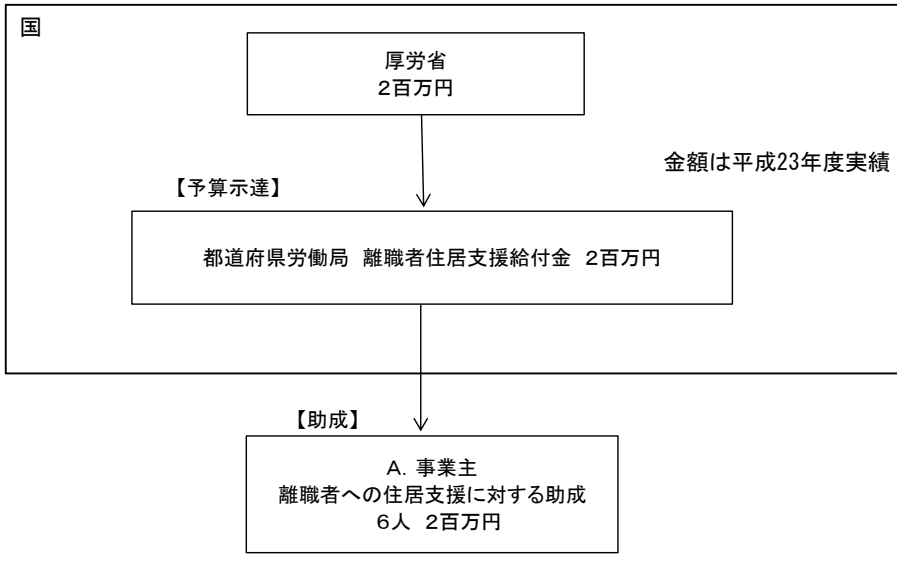 国
厚労省
２百万円
金額は平成23年度実績
【予算示達】
都道府県労働局　離職者住居支援給付金　２百万円
【助成】
Ａ．事業主
離職者への住居支援に対する助成
６人　２百万円